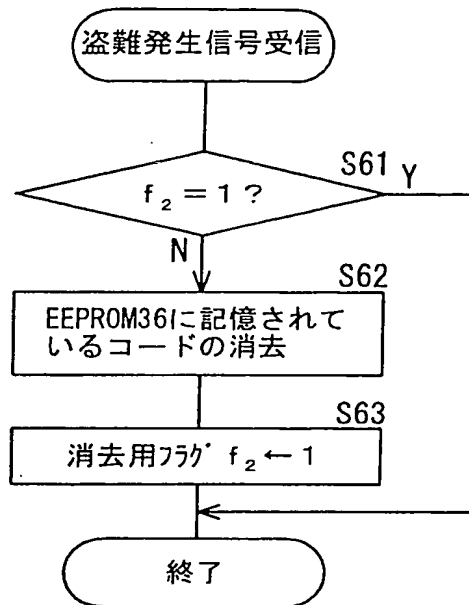 盗難発生信号受信
S61
f₂=1?
Y
N
S62
EEPROM36に記憶されて
いるコードの消去
S63
消去用ﾌﾗｸﾞ f₂←1
終了